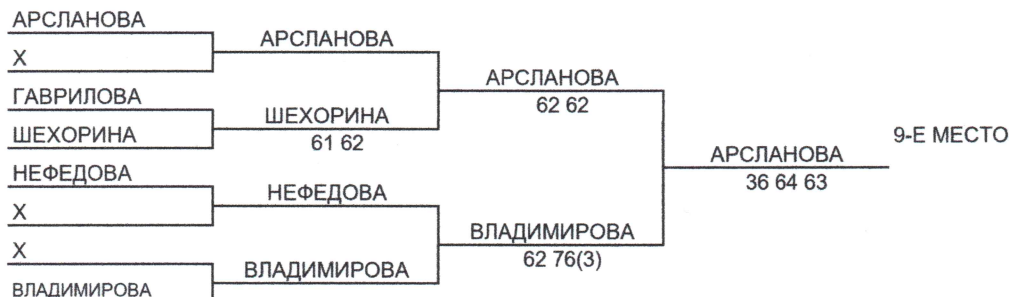 АРСЛАНОВА
Х
ГАВРИЛОВА
ШЕХОРИНА
НЕФЕДОВА
Х
Х
ВЛАДИМИРОВА
АРСЛАНОВА
ШЕХОРИНА
61 62
НЕФЕДОВА
ВЛАДИМИРОВА
АРСЛАНОВА
62 62
ВЛАДИМИРОВА
62 76(3)
АРСЛАНОВА
36 64 63
9-Е МЕСТО